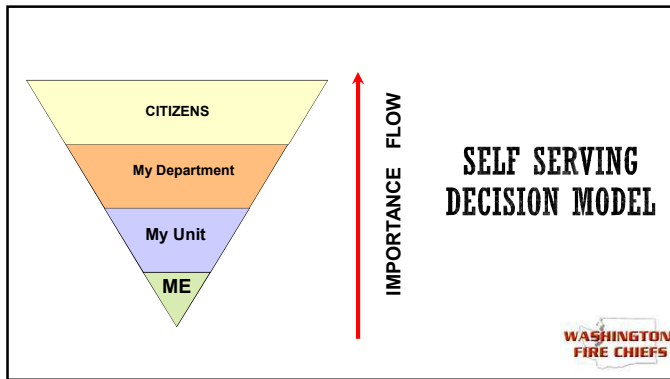 CITIZENS
My Department
My Unit
ME
IMPORTANCE FLOW
SELF SERVING
DECISION MODEL
WASHINGTON
FIRE CHIEFS